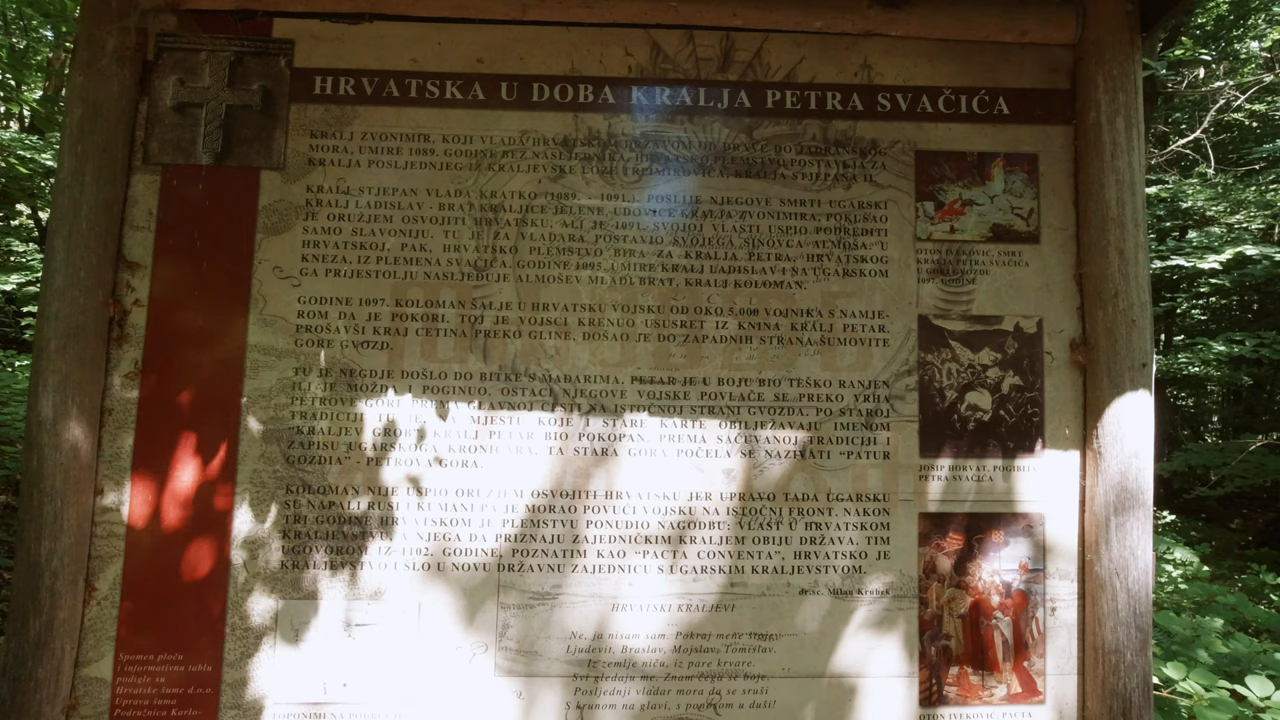 HRVATSKA U DOBA KRALJA PETRA SVAČIĆA
KRALJ ZVONIMIR, KOJI VLADA HRVATSKOM DRŽAVOM OD DRAVE DO JADRANSKOG
MORA, UMIRE 1089. GODINE BEZ NASLJEDNIKA. HRVATSKO PLEMSTVO POSTAVLJA ZA
KRALJA POSLJEDNJEG IZ KRALJEVSKE LOZE TRPIMIROVIĆA, KRALJA STJEPANA II.
KRALJ STJEPAN VLADA KRATKO (1089. - 1091.). POSLIJE NJEGOVE SMRTI UGARSKI
KRALJ LADISLAV - BRAT KRALJICE JELENE, UDOVICE KRALJA ZVONIMIRA, POKUŠAO
JE ORUŽJEM OSVOJITI HRVATSKU, ALI JE 1091. SVOJOJ VLASTI USPIO PODREDITI
SAMO SLAVONIJU. TU JE ZA VLADARA POSTAVIO SVOJEGA SINOVCA ALMOŠA. U
HRVATSKOJ, PAK, HRVATSKO PLEMSTVO BIRA ZA KRALJA PETRA, HRVATSKOG
KNEZA, IZ PLEMENA SVAČIĆA. GODINE 1095. UMIRE KRALJ LADISLAV I NA UGARSKOM
GA PRIJESTOLJU NASLJEĐUJE ALMOŠEV MLAĐI BRAT, KRALJ KOLOMAN.
GODINE 1097. KOLOMAN ŠALJE U HRVATSKU VOJSKU OD OKO 5.000 VOJNIKA S NAMJE-
ROM DA JE POKORI. TOJ JE VOJSCI KRENUO USUSRET IZ KNINA KRALJ PETAR.
PROŠAVŠI KRAJ CETINA PREKO GLINE, DOŠAO JE DO ZAPADNIH STRANA ŠUMOVITE
GORE GVOZD.
TU JE NEGDJE DOŠLO DO BITKE S MAĐARIMA. PETAR JE U BOJU BIO TEŠKO RANJEN
ILI JE MOŽDA I POGINUO. OSTACI NJEGOVE VOJSKE POVLAČE SE PREKO VRHA
PETROVE GORE PREMA GLAVNOJ CESTI NA ISTOČNOJ STRANI GVOZDA. PO STAROJ
TRADICIJI TU JE, NA MJESTU KOJE STARE KARTE OBILJEŽAVAJU IMENOM
"KRALJEV GROB" KRALJ PETAR BIO POKOPAN. PREMA SAČUVANOJ TRADICIJI I
ZAPISU UGARSKOGA KRONIČARA, TA STARA GORA POČELA SE NAZIVATI "PATUR
GOZDIA" - PETROVA GORA.
KOLOMAN NIJE USPIO ORUŽJEM OSVOJITI HRVATSKU JER UPRAVO TADA UGARSKU
SU NAPALI RUSI I KUMANI PA JE MORAO POVUĆI VOJSKU NA ISTOČNI FRONT. NAKON
TRI GODINE HRVATSKOM JE PLEMSTVU PONUDIO NAGODBU: VLAST U HRVATSKOM
KRALJEVSTVU, A NJEGA DA PRIZNAJU ZAJEDNIČKIM KRALJEM OBIJU DRŽAVA. TIM
UGOVOROM IZ 1102. GODINE, POZNATIM KAO "PACTA CONVENTA", HRVATSKO JE
KRALJEVSTVO UŠLO U NOVU DRŽAVNU ZAJEDNICU S UGARSKIM KRALJEVSTVOM.
dr.sc. Milan Kruhek
HRVATSKI KRALJEVI
...
Ne, ja nisam sam. Pokraj mene stoje:
Ljudevit, Braslav, Mojslav, Tomislav.
Iz zemlje niču, iz pare krvare.
Svi gledaju me. Znam čega se boje.
Posljednji vladar mora da se sruši
S krunom na glavi, s ponosom u duši!
OTON IVEKOVIĆ, SMRT
KRALJA PETRA SVAČIĆA
U GORI GVOZDU
1097. GODINE
JOSIP HORVAT, POGIBIJA
PETRA SVAČIĆA
OTON IVEKOVIĆ, PACTA
Spomen ploču
i informativnu tablu
podigle su
Hrvatske šume d.o.o.
Uprava šuma
Podružnica Karlo-
TOPONIMI NA PODRUČJU